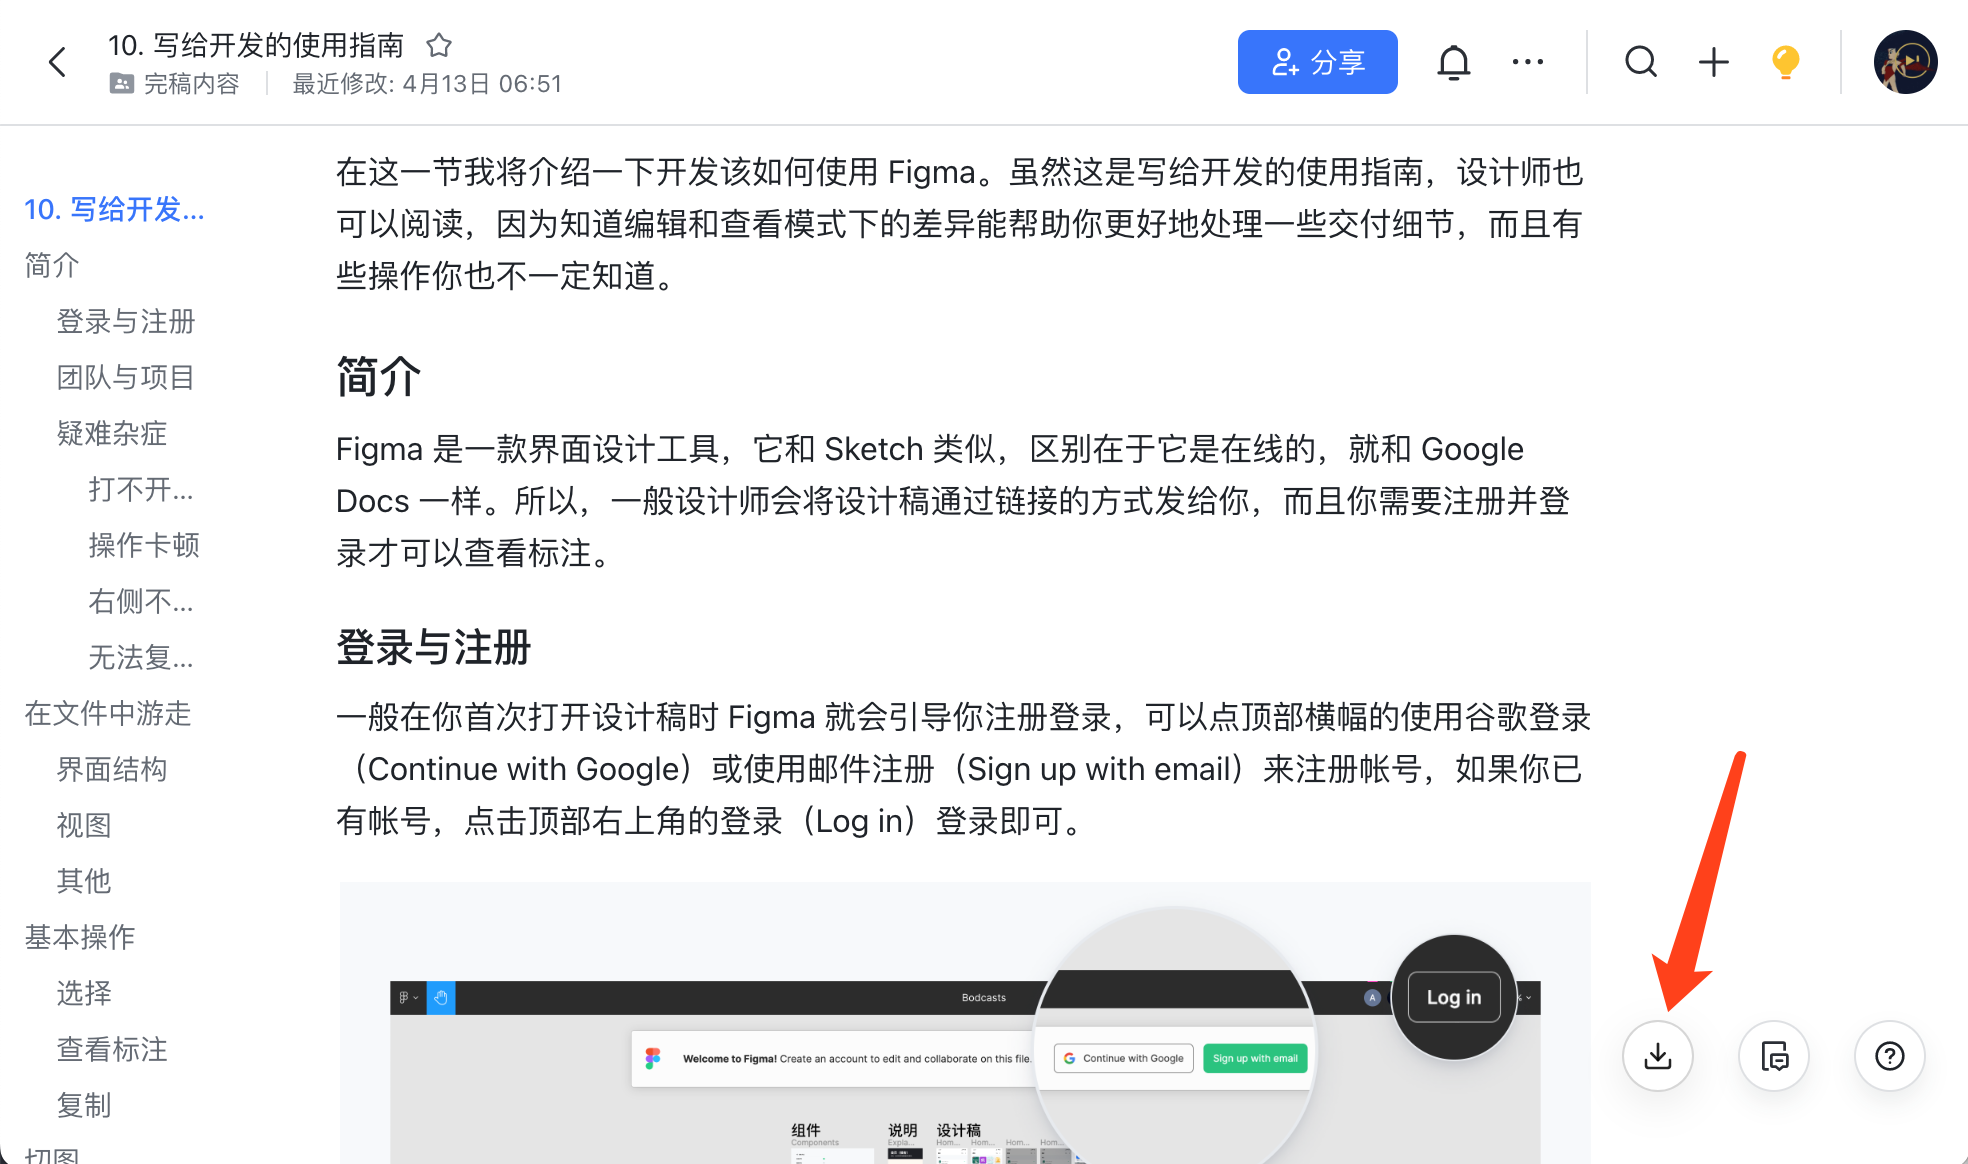 10. 写给开发的使用指南
完稿内容
最近修改: 4月13日 06:51
分享
10. 写给开发...
简介
登录与注册
团队与项目
疑难杂症
打不开...
操作卡顿
右侧不...
无法复...
在文件中游走
界面结构
视图
其他
基本操作
选择
查看标注
复制
切图
在这一节我将介绍一下开发该如何使用 Figma。虽然这是写给开发的使用指南，设计师也
可以阅读，因为知道编辑和查看模式下的差异能帮助你更好地处理一些交付细节，而且有
些操作你也不一定知道。
简介
Figma 是一款界面设计工具，它和 Sketch 类似，区别在于它是在线的，就和 Google
Docs 一样。所以，一般设计师会将设计稿通过链接的方式发给你，而且你需要注册并登
录才可以查看标注。
登录与注册
一般在你首次打开设计稿时 Figma 就会引导你注册登录，可以点顶部横幅的使用谷歌登录
（Continue with Google）或使用邮件注册（Sign up with email）来注册帐号，如果你已
有帐号，点击顶部右上角的登录（Log in）登录即可。
Bodcasts
A
Log in
Welcome to Figma! Create an account to edit and collaborate on this file.
Continue with Google
Sign up with email
组件
Components
说明
Expla...
设计稿
Hom... Hom... Hom... Hom...